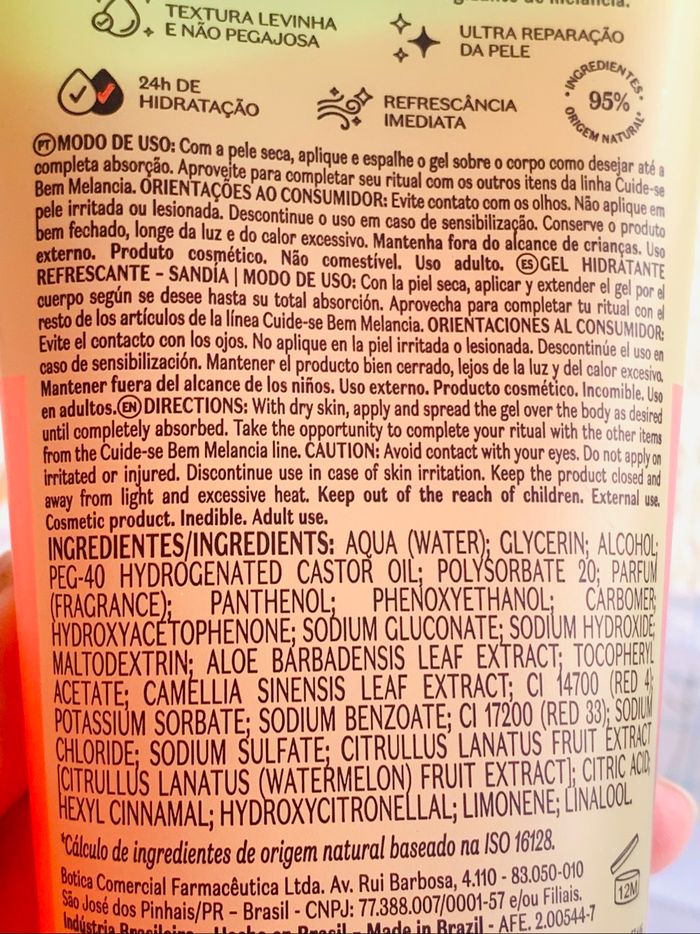 de melancia.
TEXTURA LEVINHA
E NÃO PEGAJOSA
ULTRA REPARAÇÃO
DA PELE
24h DE
HIDRATAÇÃO
REFRESCÂNCIA
IMEDIATA
INGREDIENTES
95%
ORIGEM NATURAL*
PT MODO DE USO: Com a pele seca, aplique e espalhe o gel sobre o corpo como desejar até a
completa absorção. Aproveite para completar seu ritual com os outros itens da linha Cuide-se
Bem Melancia. ORIENTAÇÕES AO CONSUMIDOR: Evite contato com os olhos. Não aplique em
pele irritada ou lesionada. Descontinue o uso em caso de sensibilização. Conserve o produto
bem fechado, longe da luz e do calor excessivo. Mantenha fora do alcance de crianças. Uso
externo. Produto cosmético. Não comestível. Uso adulto. ES GEL HIDRATANTE
REFRESCANTE - SANDÍA | MODO DE USO: Con la piel seca, aplicar y extender el gel por el
cuerpo según se desee hasta su total absorción. Aprovecha para completar tu ritual con el
resto de los artículos de la línea Cuide-se Bem Melancia. ORIENTACIONES AL CONSUMIDOR:
Evite el contacto con los ojos. No aplique en la piel irritada o lesionada. Descontinúe el uso en
caso de sensibilización. Mantener el producto bien cerrado, lejos de la luz y del calor excesivo.
Mantener fuera del alcance de los niños. Uso externo. Producto cosmético. Incomible. Uso
en adultos. EN DIRECTIONS: With dry skin, apply and spread the gel over the body as desired
until completely absorbed. Take the opportunity to complete your ritual with the other items
from the Cuide-se Bem Melancia line. CAUTION: Avoid contact with your eyes. Do not apply on
irritated or injured. Discontinue use in case of skin irritation. Keep the product closed and
away from light and excessive heat. Keep out of the reach of children. External use.
Cosmetic product. Inedible. Adult use.
INGREDIENTES/INGREDIENTS: AQUA (WATER); GLYCERIN; ALCOHOL;
PEG-40 HYDROGENATED CASTOR OIL; POLYSORBATE 20; PARFUM
(FRAGRANCE); PANTHENOL; PHENOXYETHANOL; CARBOMER;
HYDROXYACETOPHENONE; SODIUM GLUCONATE; SODIUM HYDROXIDE;
MALTODEXTRIN; ALOE BARBADENSIS LEAF EXTRACT; TOCOPHERYL
ACETATE; CAMELLIA SINENSIS LEAF EXTRACT; CI 14700 (RED 4);
POTASSIUM SORBATE; SODIUM BENZOATE; CI 17200 (RED 33); SODIUM
CHLORIDE; SODIUM SULFATE; CITRULLUS LANATUS FRUIT EXTRACT
[CITRULLUS LANATUS (WATERMELON) FRUIT EXTRACT]; CITRIC ACID;
HEXYL CINNAMAL; HYDROXYCITRONELLAL; LIMONENE; LINALOOL.
*Cálculo de ingredientes de origem natural baseado na ISO 16128.
Botica Comercial Farmacêutica Ltda. Av. Rui Barbosa, 4.110 - 83.050-010
São José dos Pinhais/PR - Brasil - CNPJ: 77.388.007/0001-57 e/ou Filiais.
Indústria Brasileira - Hecho en Brasil - Made in Brazil - AFE. 2.00544-7
12M